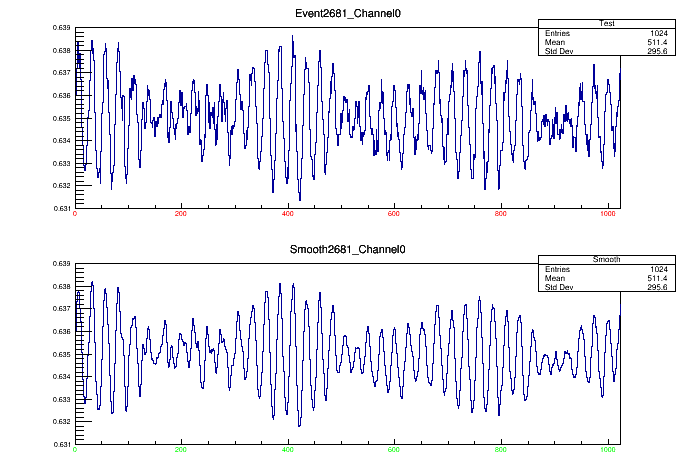 Event2681_Channel0
Test
Entries 1024
Mean 511.4
Std Dev 295.6
0.639
0.638
0.637
0.636
0.635
0.634
0.633
0.632
0.631
0 200 400 600 800 1000
Smooth2681_Channel0
Smooth
Entries 1024
Mean 511.4
Std Dev 295.6
0.639
0.638
0.637
0.636
0.635
0.634
0.633
0.632
0.631
0 200 400 600 800 1000